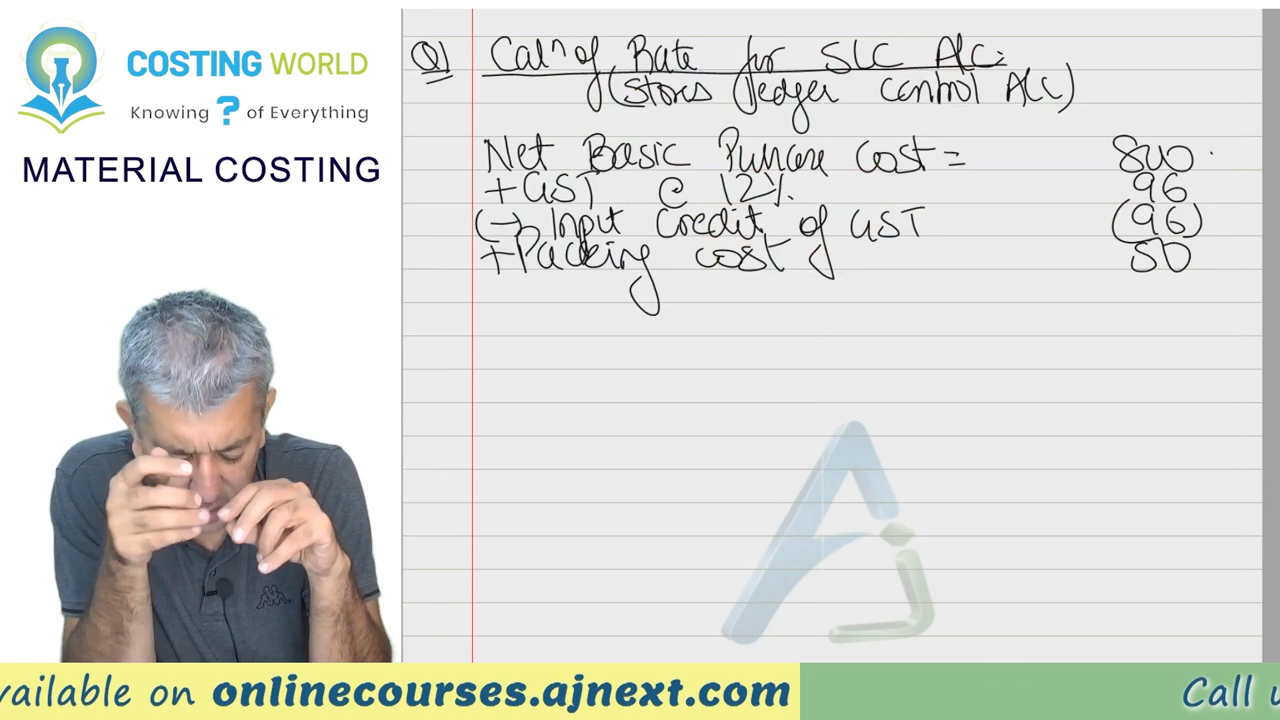 COSTING WORLD
Knowing ? of Everything
MATERIAL COSTING
Q1 Calⁿ of Rate for SLC A/C:
(Stores Ledger Control A/C)
Net Basic Purchase Cost = 800
+ GST @ 12% 96
(-) Input Credit of GST (96)
+ Packing cost 50
vailable on onlinecourses.ajnext.com
Call u